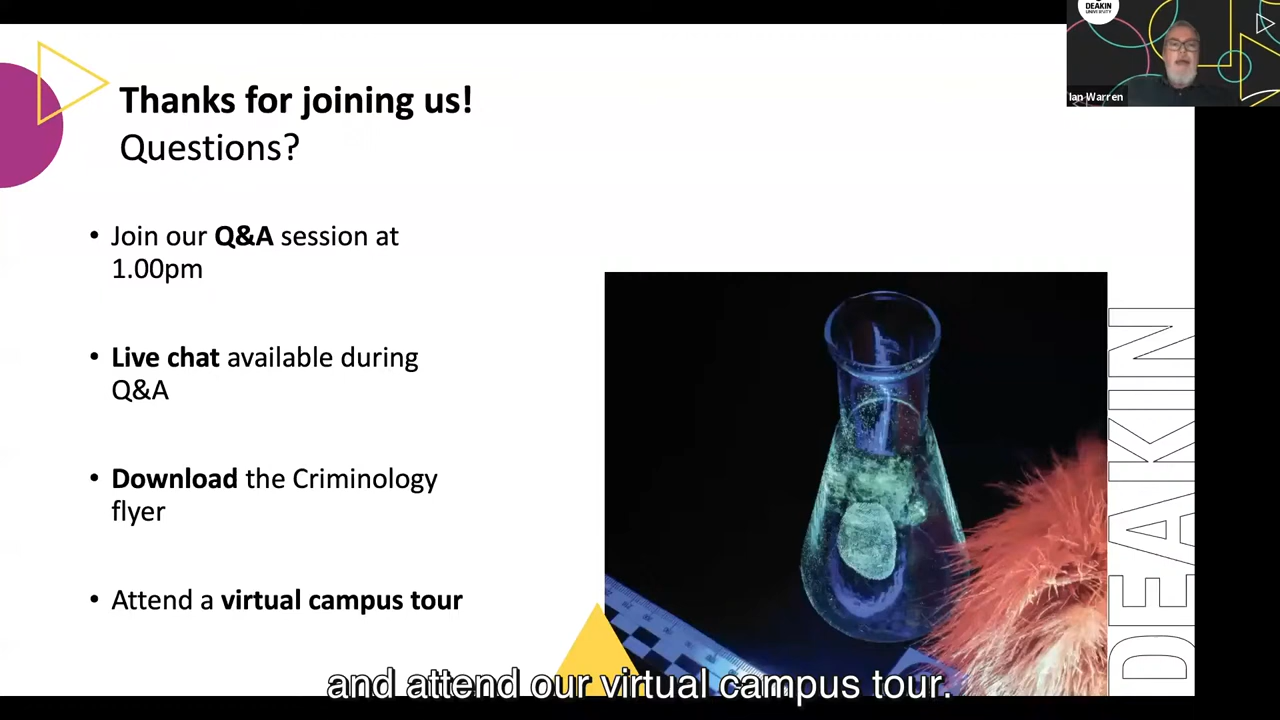 DEAKIN
UNIVERSITY
Ian Warren
Thanks for joining us!
Questions?
• Join our Q&A session at
1.00pm
• Live chat available during
Q&A
• Download the Criminology
flyer
• Attend a virtual campus tour
DEAKIN
and attend our virtual campus tour.